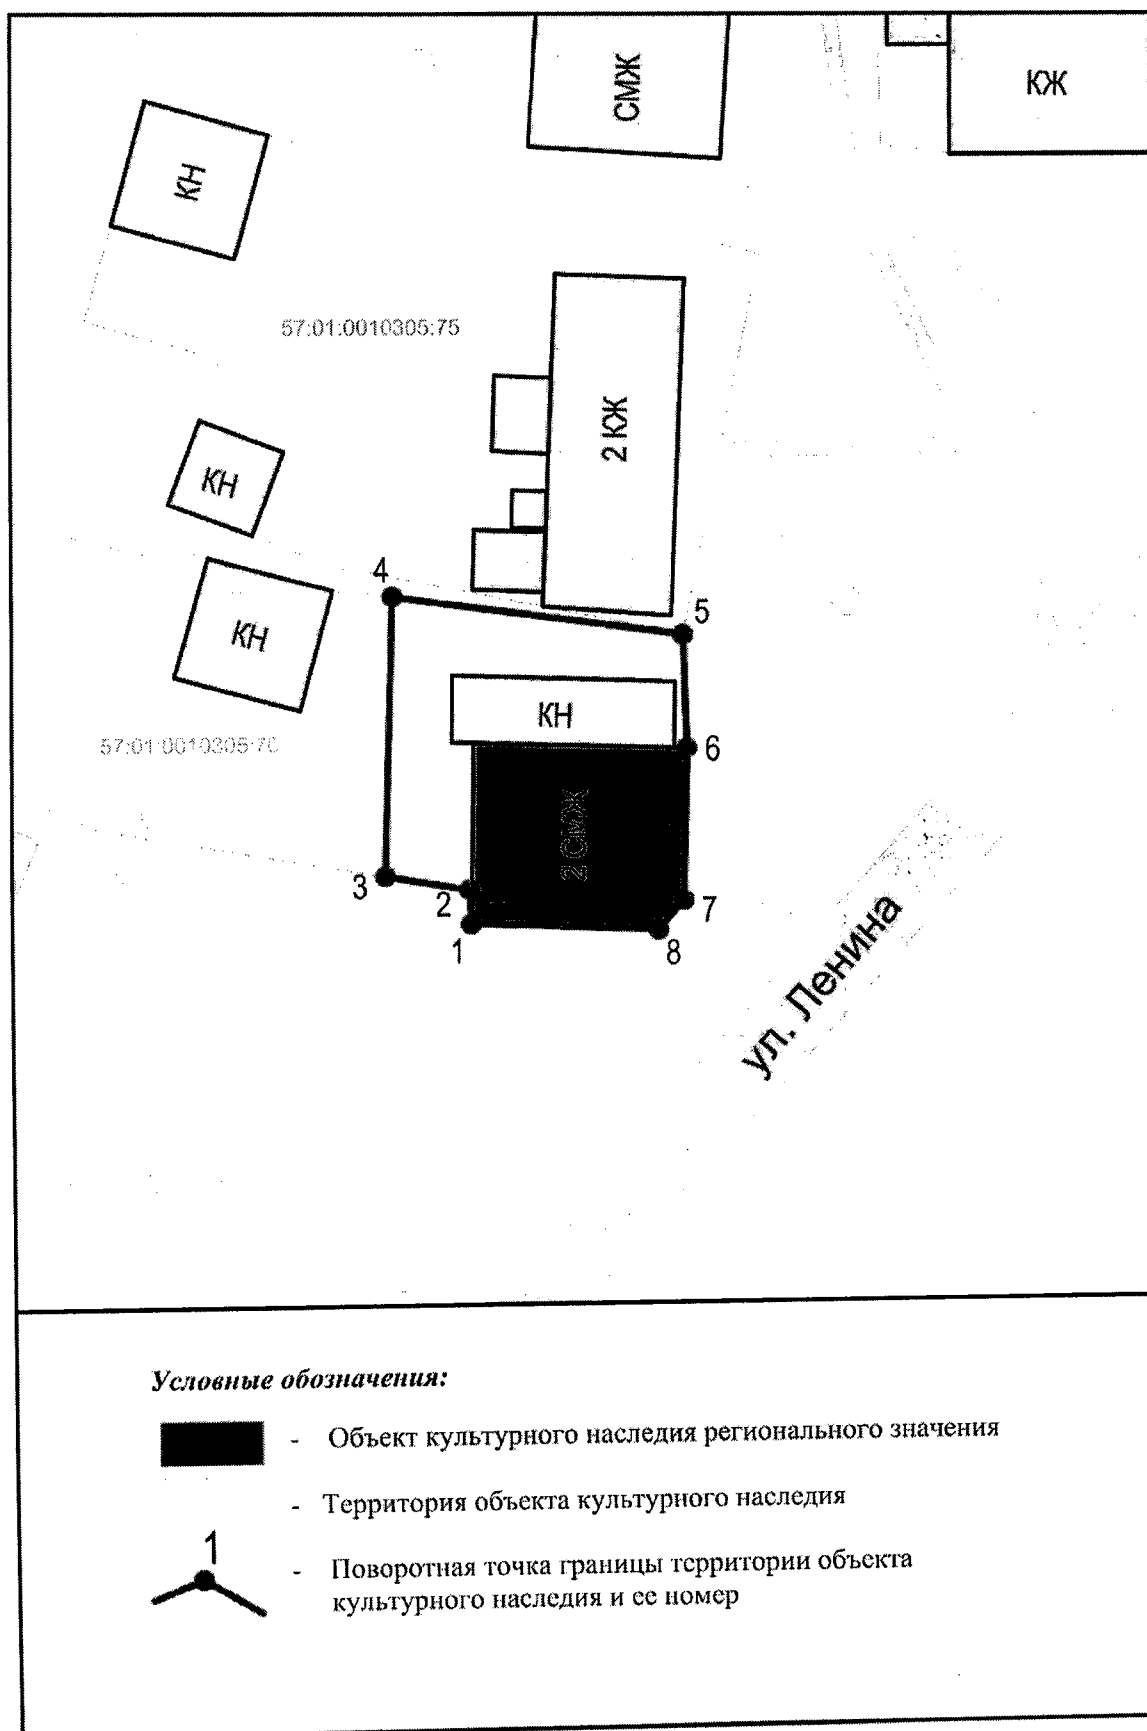 СМЖ
КЖ
КН
57:01:0010305:75
2 КЖ
КН
4
5
КН
КН
6
57:01:0010305:76
2 СМЖ
3
2
7
1
8
ул. Ленина
Условные обозначения:
- Объект культурного наследия регионального значения
- Территория объекта культурного наследия
1
- Поворотная точка границы территории объекта
культурного наследия и ее номер